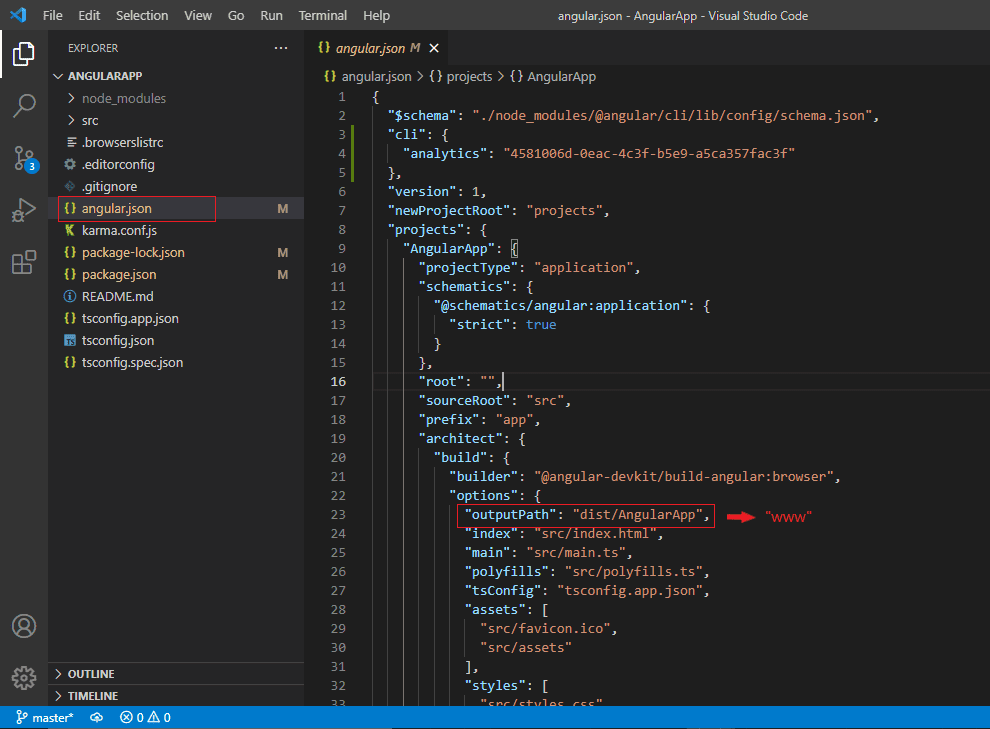 File Edit Selection View Go Run Terminal Help angular.json - AngularApp - Visual Studio Code
EXPLORER ···
ANGULARAPP
node_modules
src
.browserslistrc
.editorconfig
.gitignore
angular.json M
karma.conf.js
package-lock.json M
package.json M
README.md
tsconfig.app.json
tsconfig.json
tsconfig.spec.json
OUTLINE
TIMELINE
3
{} angular.json M ×
{} angular.json > {} projects > {} AngularApp
1 {
2 "$schema": "./node_modules/@angular/cli/lib/config/schema.json",
3 "cli": {
4 "analytics": "4581006d-0eac-4c3f-b5e9-a5ca357fac3f"
5 },
6 "version": 1,
7 "newProjectRoot": "projects",
8 "projects": {
9 "AngularApp": {
10 "projectType": "application",
11 "schematics": {
12 "@schematics/angular:application": {
13 "strict": true
14 }
15 },
16 "root": "",
17 "sourceRoot": "src",
18 "prefix": "app",
19 "architect": {
20 "build": {
21 "builder": "@angular-devkit/build-angular:browser",
22 "options": {
23 "outputPath": "dist/AngularApp", "www"
24 "index": "src/index.html",
25 "main": "src/main.ts",
26 "polyfills": "src/polyfills.ts",
27 "tsConfig": "tsconfig.app.json",
28 "assets": [
29 "src/favicon.ico",
30 "src/assets"
31 ],
32 "styles": [
33 "src/styles.css"
master* 0 0